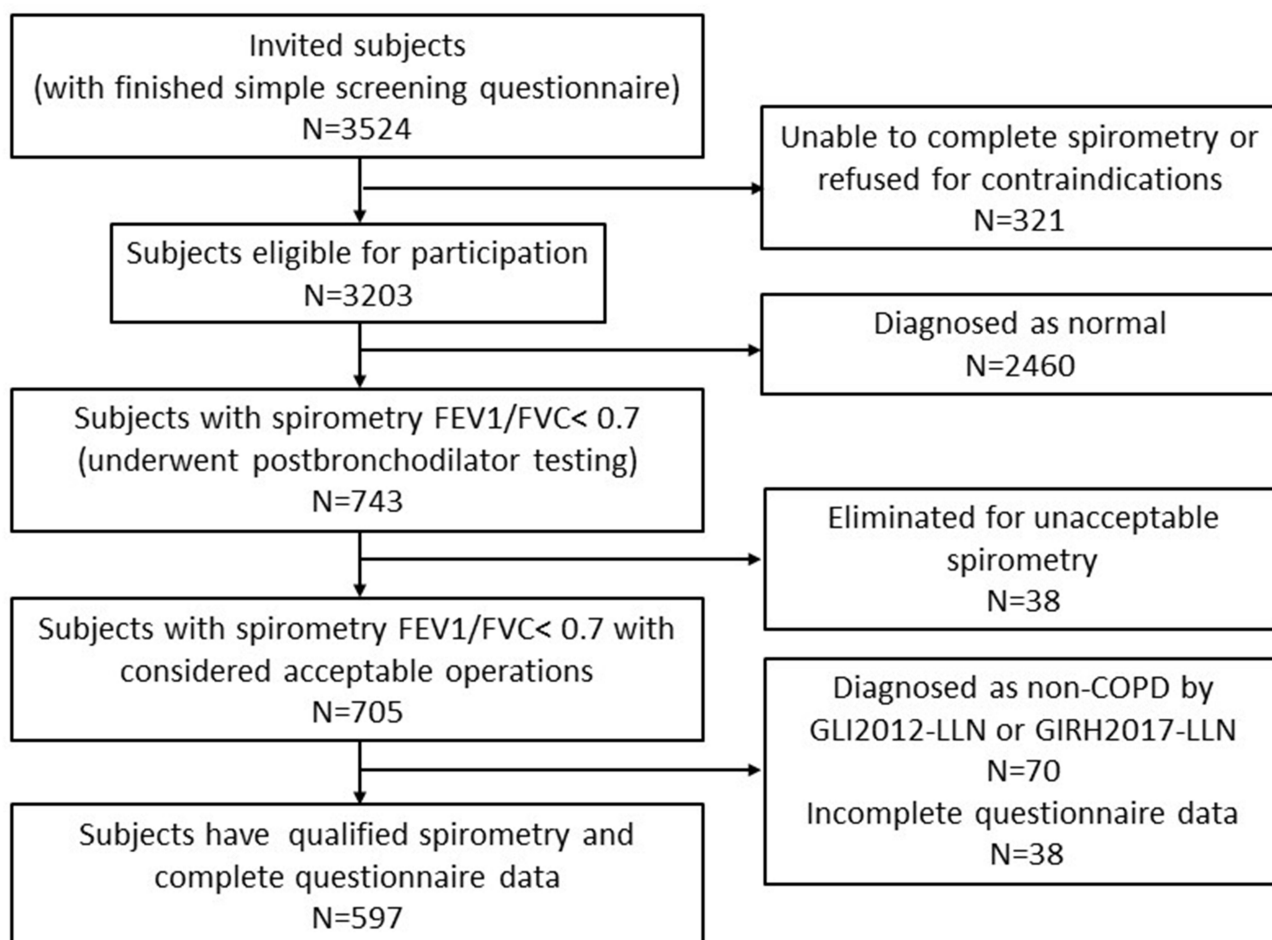 Invited subjects
(with finished simple screening questionnaire)
N=3524
Unable to complete spirometry or
refused for contraindications
N=321
Subjects eligible for participation
N=3203
Diagnosed as normal
N=2460
Subjects with spirometry FEV1/FVC< 0.7
(underwent postbronchodilator testing)
N=743
Eliminated for unacceptable
spirometry
N=38
Subjects with spirometry FEV1/FVC< 0.7 with
considered acceptable operations
N=705
Diagnosed as non-COPD by
GLI2012-LLN or GIRH2017-LLN
N=70
Incomplete questionnaire data
N=38
Subjects have qualified spirometry and
complete questionnaire data
N=597